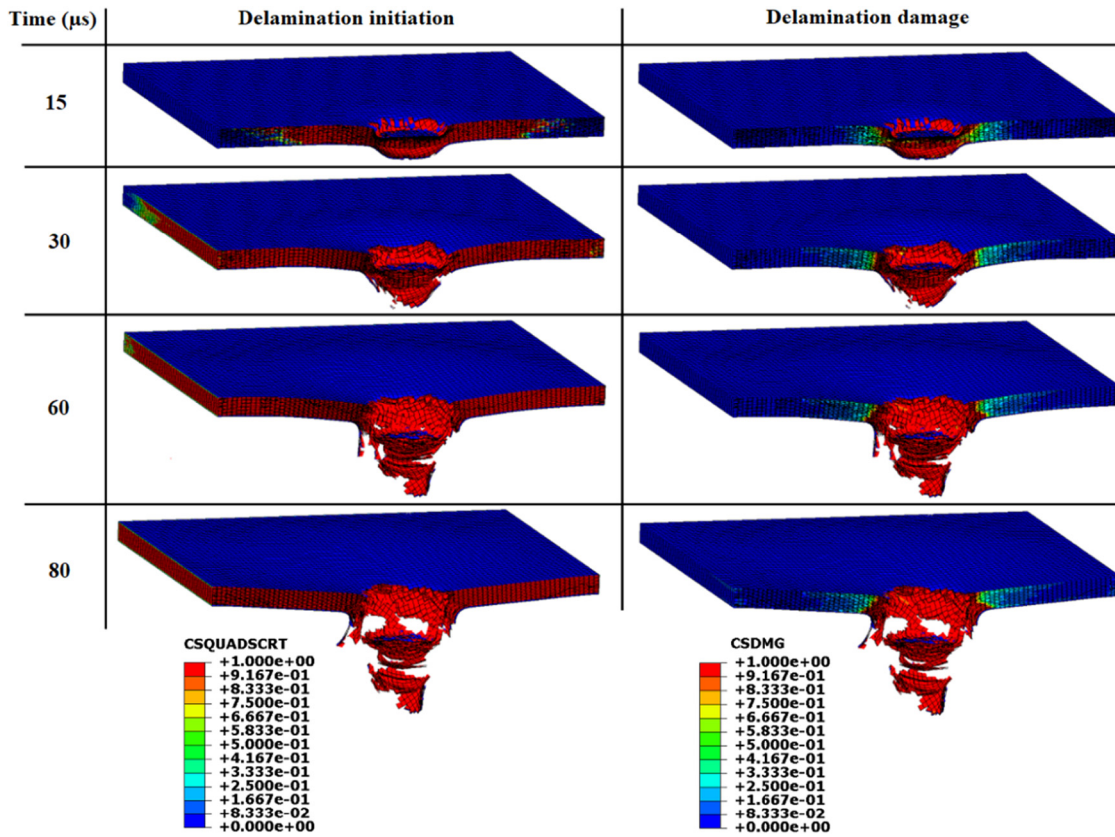 Time (µs) Delamination initiation Delamination damage
15
30
60
80
CSQUADSCRT
+1.000e+00
+9.167e-01
+8.333e-01
+7.500e-01
+6.667e-01
+5.833e-01
+5.000e-01
+4.167e-01
+3.333e-01
+2.500e-01
+1.667e-01
+8.333e-02
+0.000e+00
CSDMG
+1.000e+00
+9.167e-01
+8.333e-01
+7.500e-01
+6.667e-01
+5.833e-01
+5.000e-01
+4.167e-01
+3.333e-01
+2.500e-01
+1.667e-01
+8.333e-02
+0.000e+00